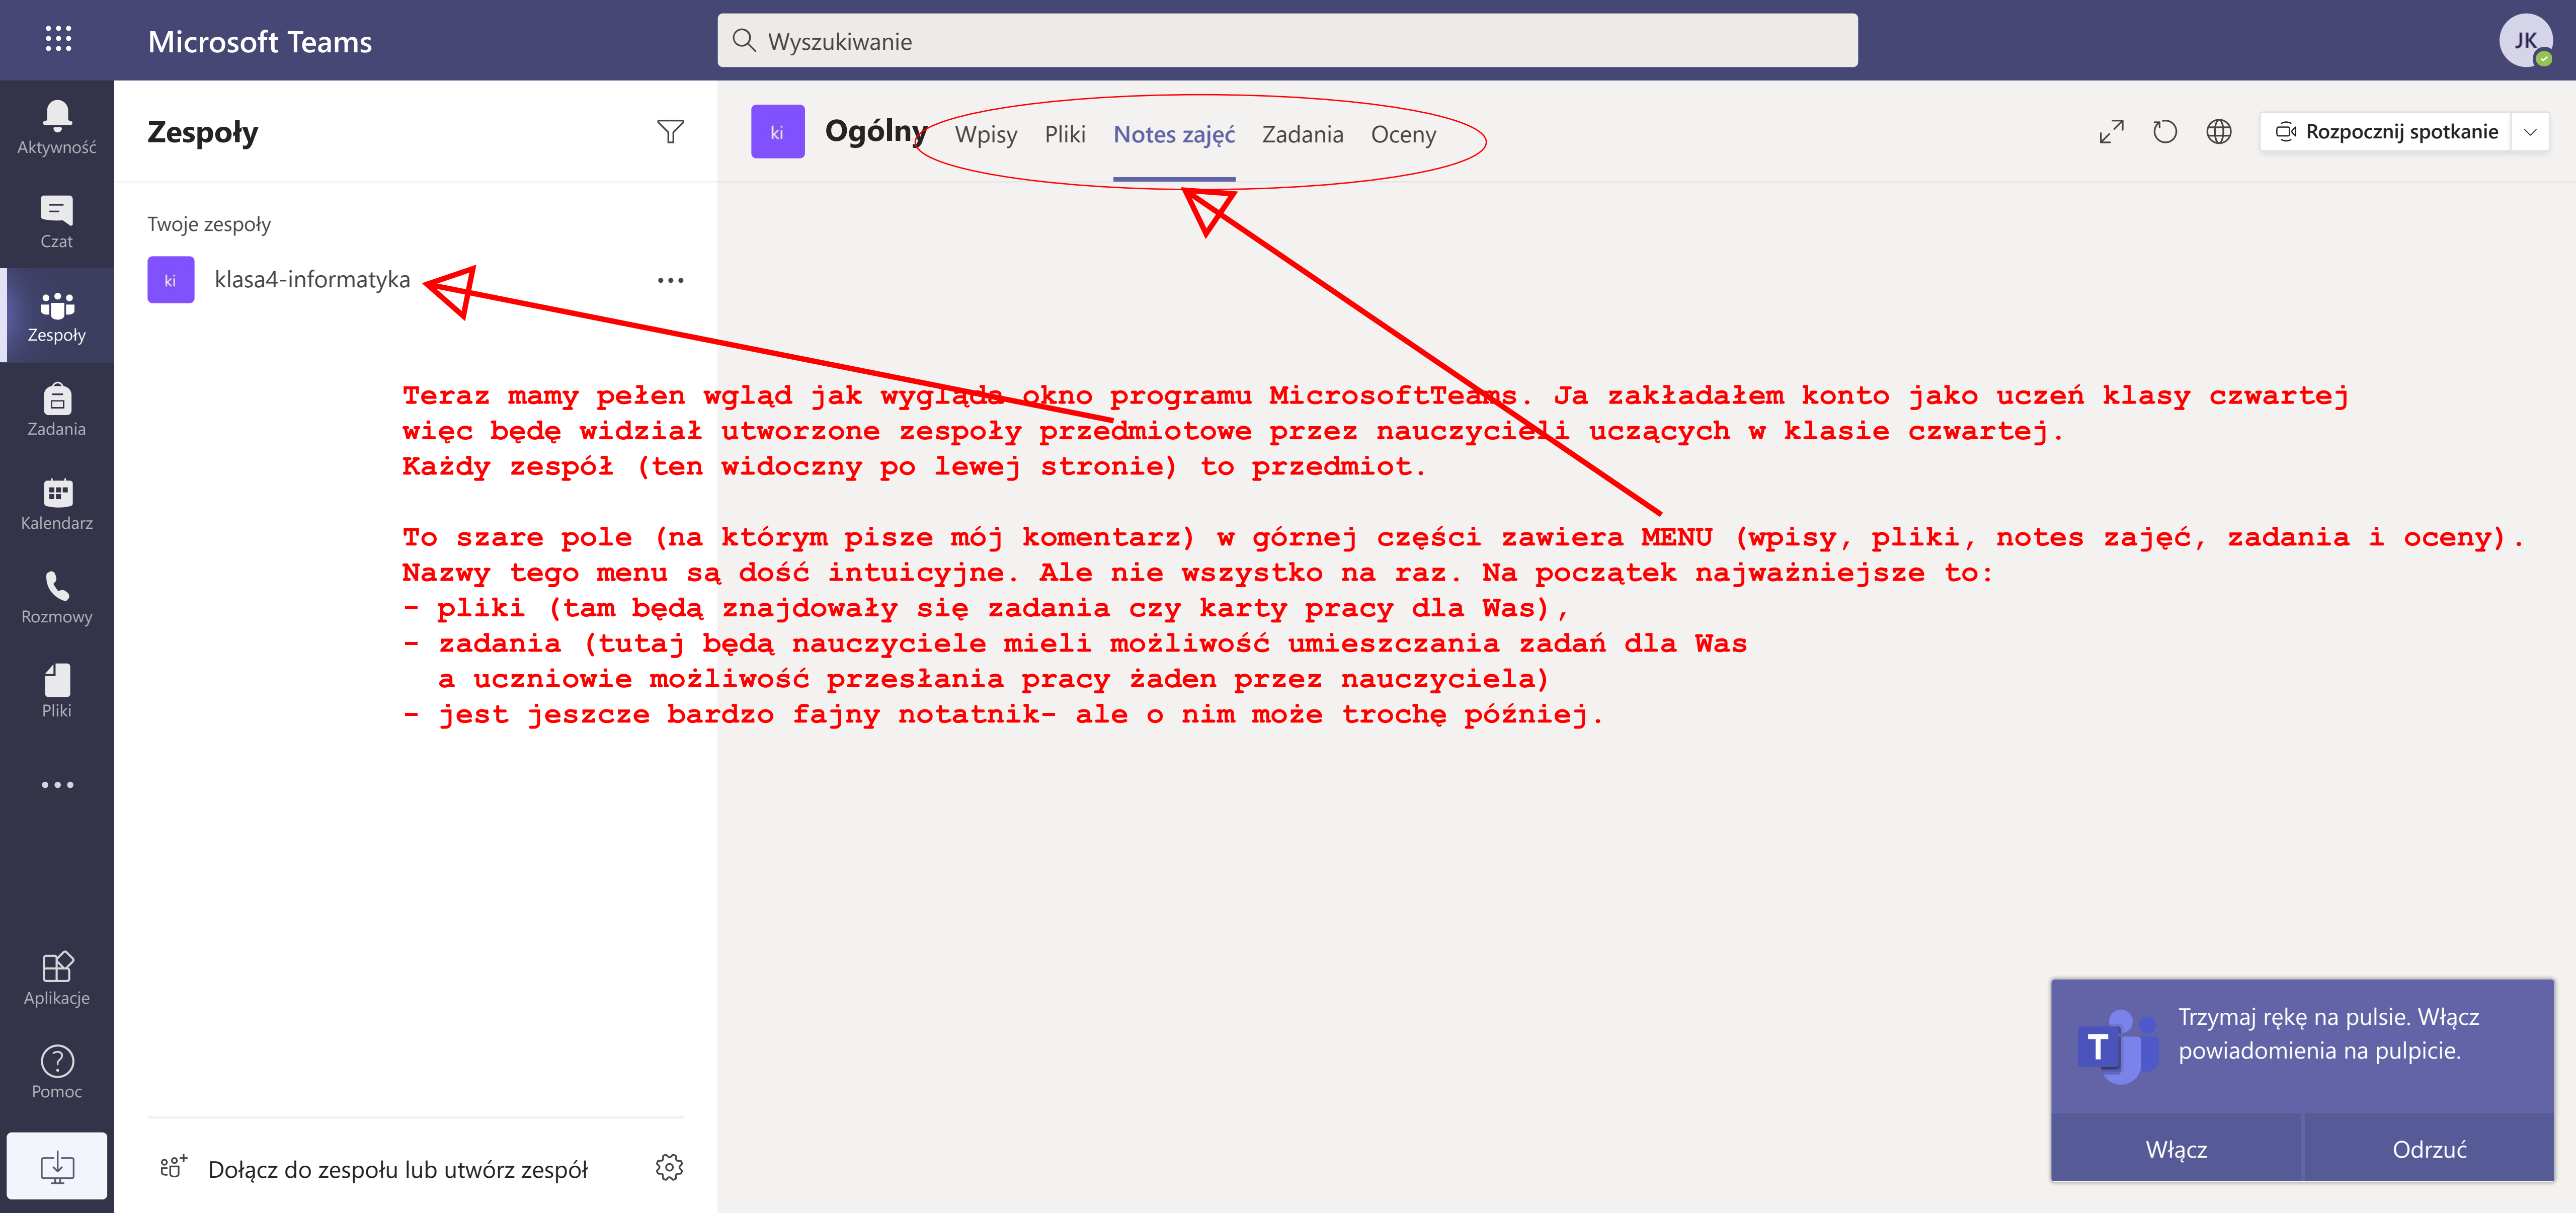 Microsoft Teams
Wyszukiwanie
JK
Aktywność
Czat
Zespoły
Zadania
Kalendarz
Rozmowy
Pliki
Aplikacje
Pomoc
Zespoły
Twoje zespoły
ki klasa4-informatyka
ki Ogólny Wpisy Pliki Notes zajęć Zadania Oceny
Rozpocznij spotkanie
Teraz mamy pełen wgląd jak wygląda okno programu MicrosoftTeams. Ja zakładałem konto jako uczeń klasy czwartej
więc będę widział utworzone zespoły przedmiotowe przez nauczycieli uczących w klasie czwartej.
Każdy zespół (ten widoczny po lewej stronie) to przedmiot.
To szare pole (na którym pisze mój komentarz) w górnej części zawiera MENU (wpisy, pliki, notes zajęć, zadania i oceny).
Nazwy tego menu są dość intuicyjne. Ale nie wszystko na raz. Na początek najważniejsze to:
- pliki (tam będą znajdowały się zadania czy karty pracy dla Was),
- zadania (tutaj będą nauczyciele mieli możliwość umieszczania zadań dla Was
a uczniowie możliwość przesłania pracy żaden przez nauczyciela)
- jest jeszcze bardzo fajny notatnik- ale o nim może trochę później.
Dołącz do zespołu lub utwórz zespół
T
Trzymaj rękę na pulsie. Włącz
powiadomienia na pulpicie.
Włącz Odrzuć